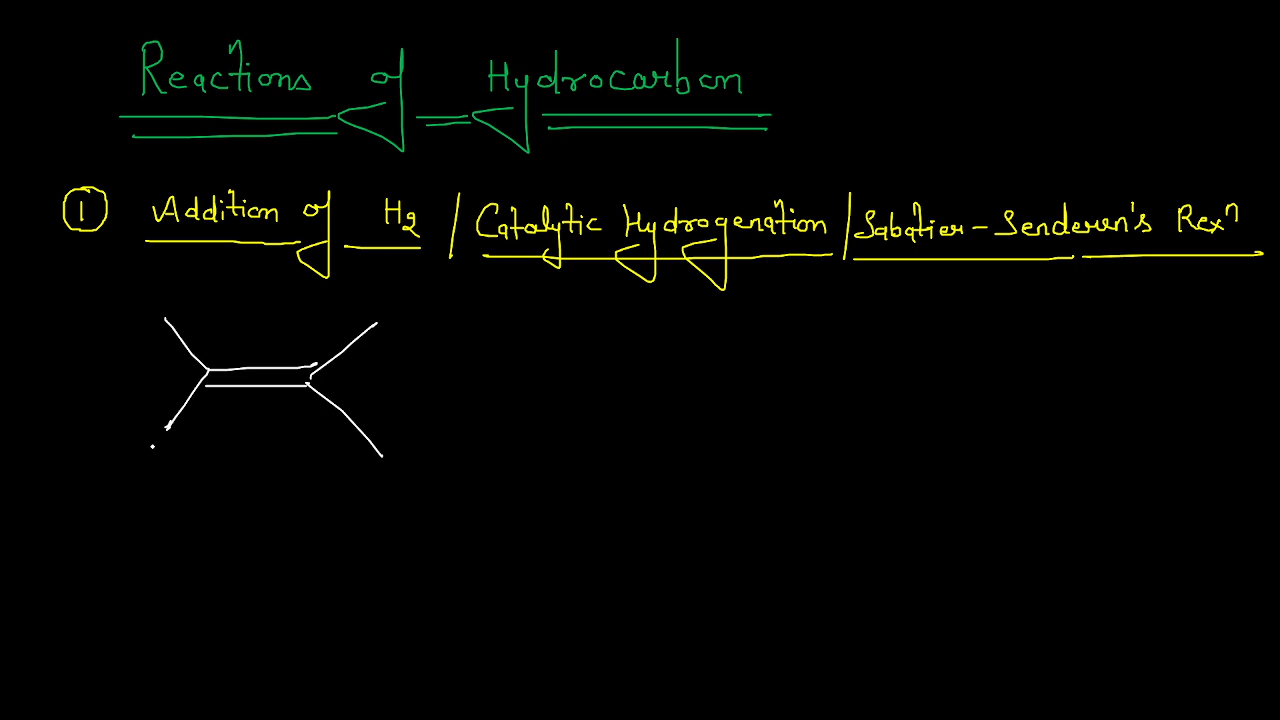 Reactions of Hydrocarbon
1 Addition of H2 / Catalytic Hydrogenation / Sabatier - Senderen's Rexn